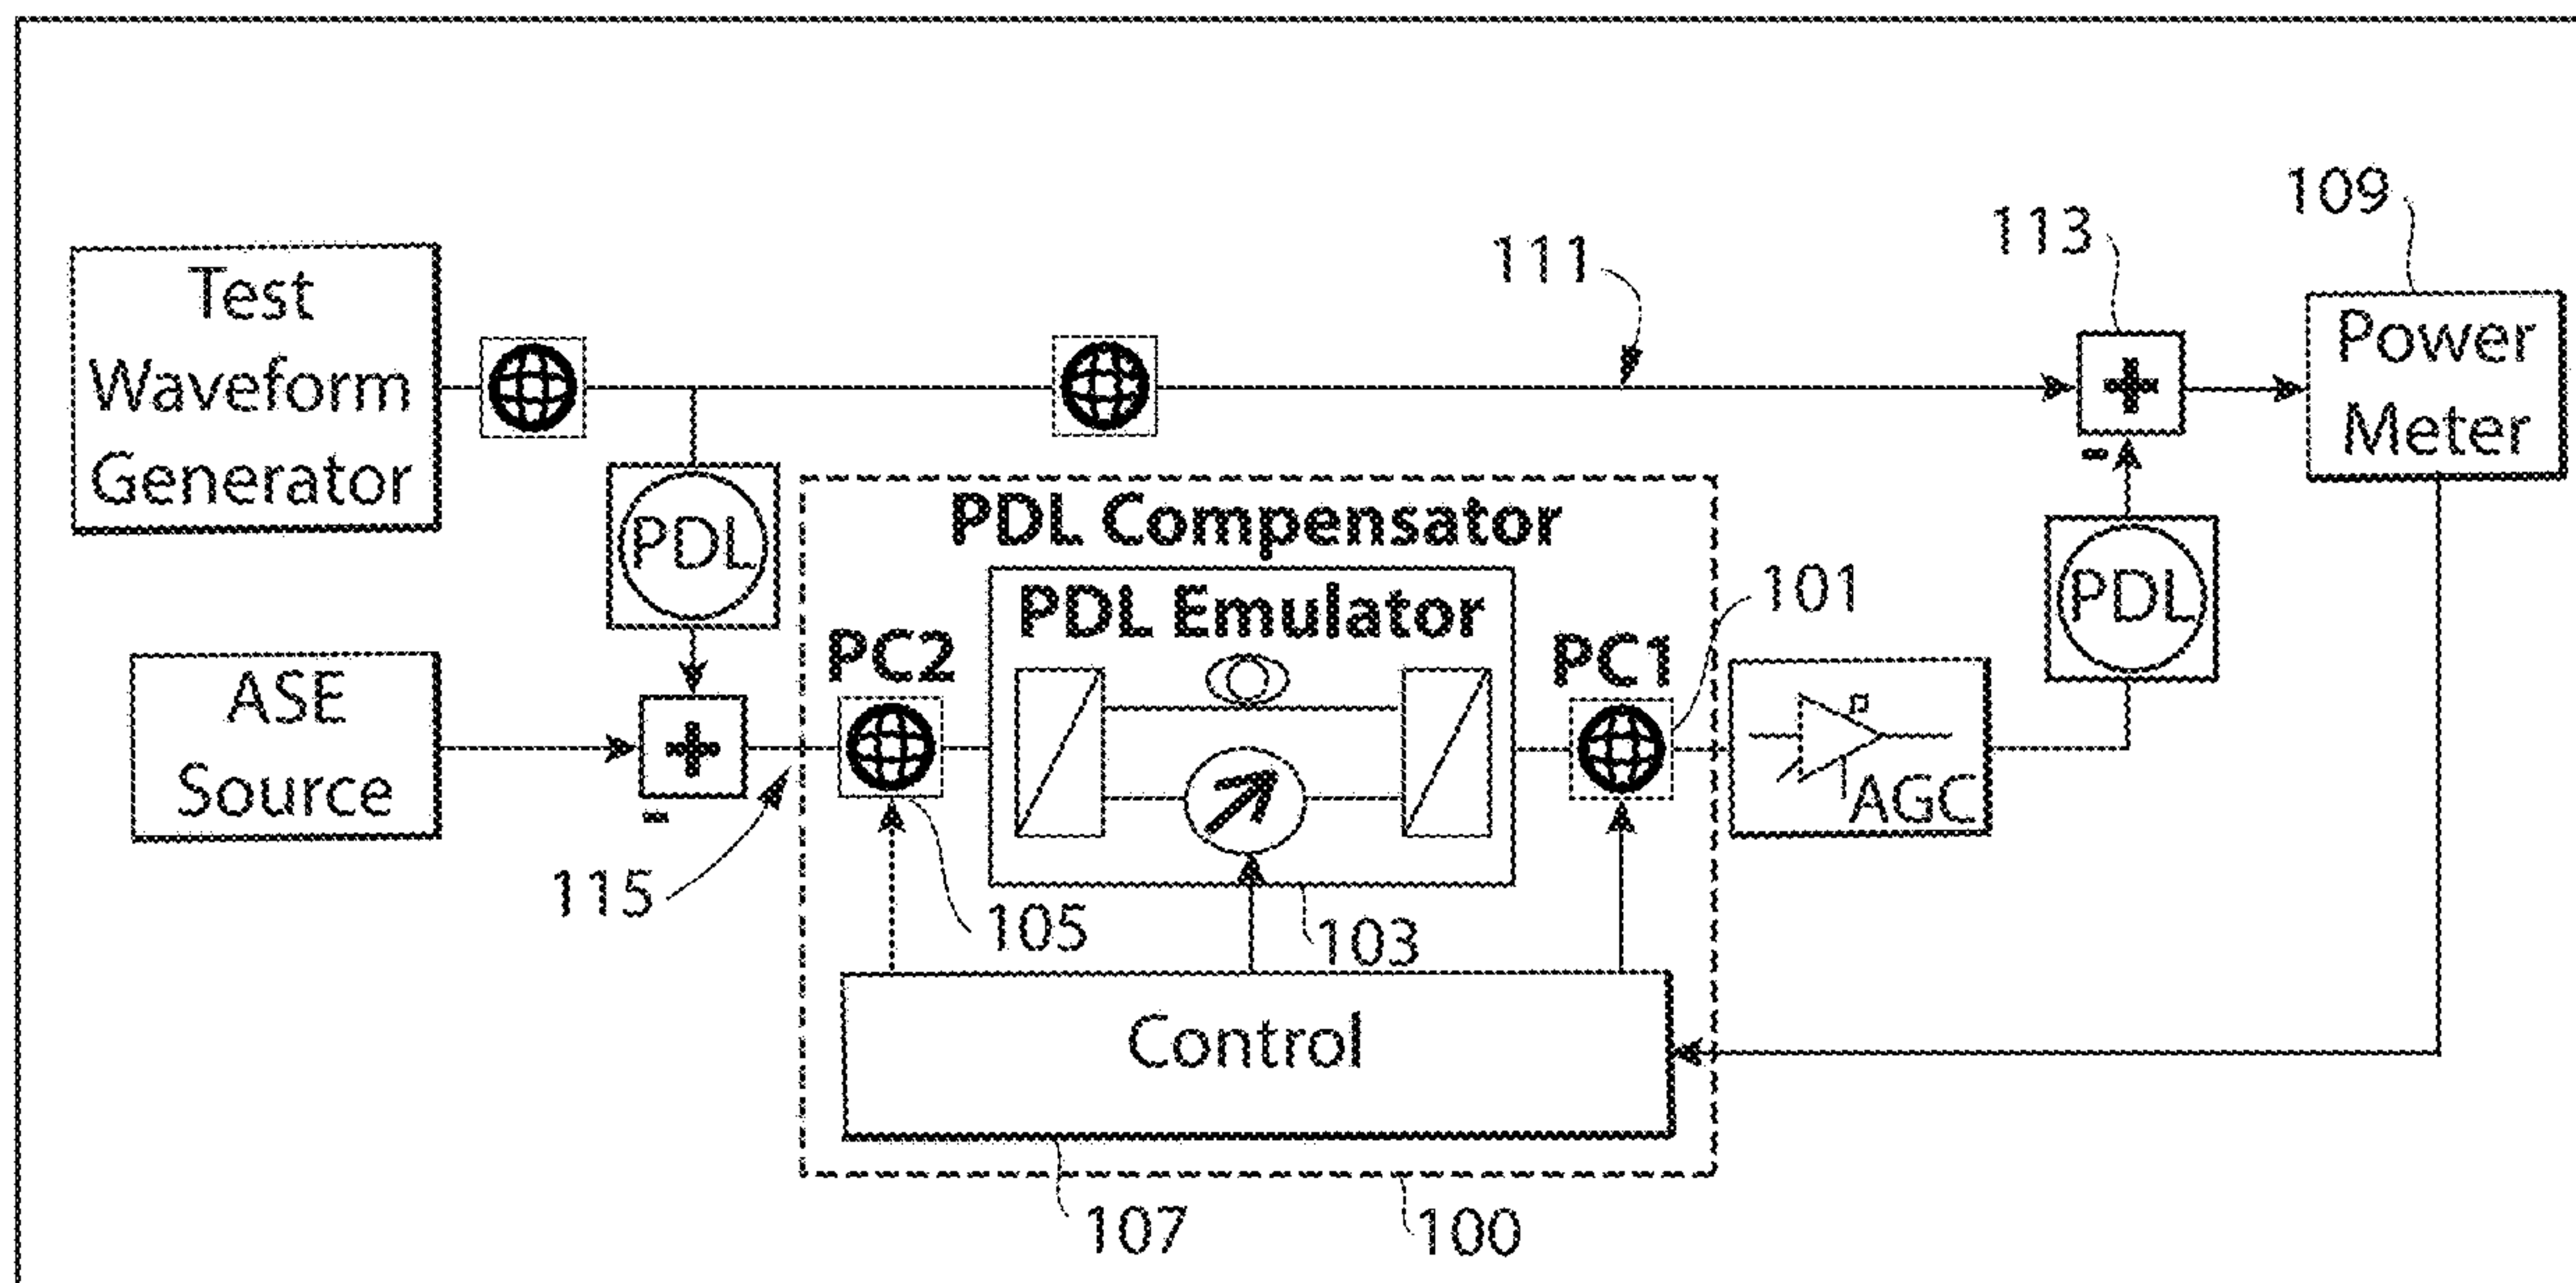 109
113
111
Test
Waveform
Generator
+
Power
Meter
-
PDL
PDL Compensator
PDL Emulator
101
PDL
PC2
PC1
ASE
Source
+
-
AGC
115
105
103
Control
107
100